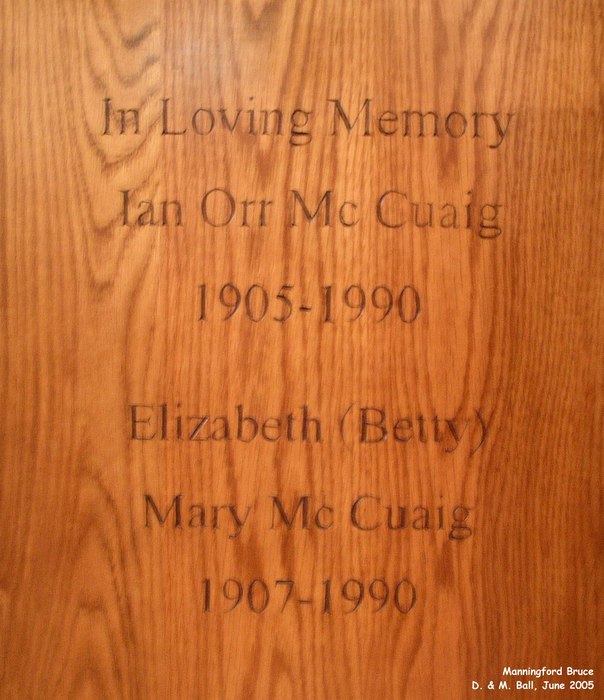 In Loving Memory
Ian Orr Mc Cuaig
1905-1990
Elizabeth (Betty)
Mary Mc Cuaig
1907-1990
Manningford Bruce
D. & M. Ball, June 2005